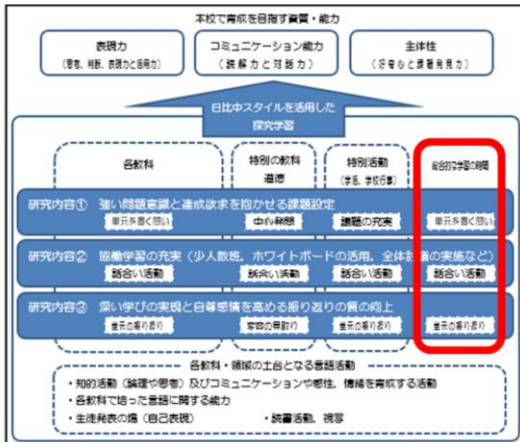 本校で育成を目指す資質・能力
表現力
(思考、判断、表現力と活用力)
コミュニケーション能力
(読解力と対話力)
主体性
(好奇心と課題発見力)
日比中スタイルを活用した
探究学習
各教科
特別の教科
道徳
特別活動
(学活、学校行事)
総合的な学習の時間
研究内容① 強い問題意識と達成欲求を抱かせる課題設定
単元を貫く問い
中心発問
議題の充実
単元を貫く問い
研究内容② 協働学習の充実(少人数班，ホワイトボードの活用，全体討議の実施など)
話合い活動
話合い活動
話合い活動
話合い活動
研究内容③ 深い学びの実現と自尊感情を高める振り返りの質の向上
単元の振り返り
変容の見取り
単元の振り返り
単元の振り返り
各教科・領域の土台となる言語活動
・知的活動（論理や思考）及びコミュニケーションや感性，情緒を育成する活動
・各教科で培った言語に関する能力
・生徒発表の場（自己表現）
・読書活動，視写